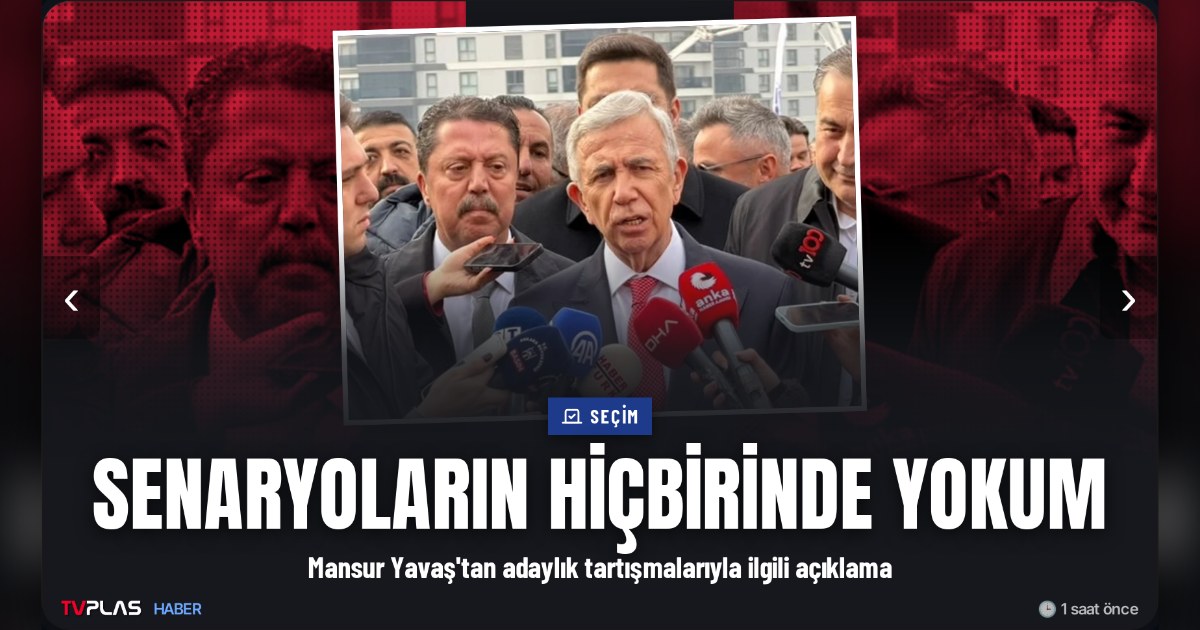 tv100
anka
DHA
AA
SEÇİM
SENARYOLARIN HİÇBİRİNDE YOKUM
Mansur Yavaş'tan adaylık tartışmalarıyla ilgili açıklama
TVPLAS HABER
1 saat önce